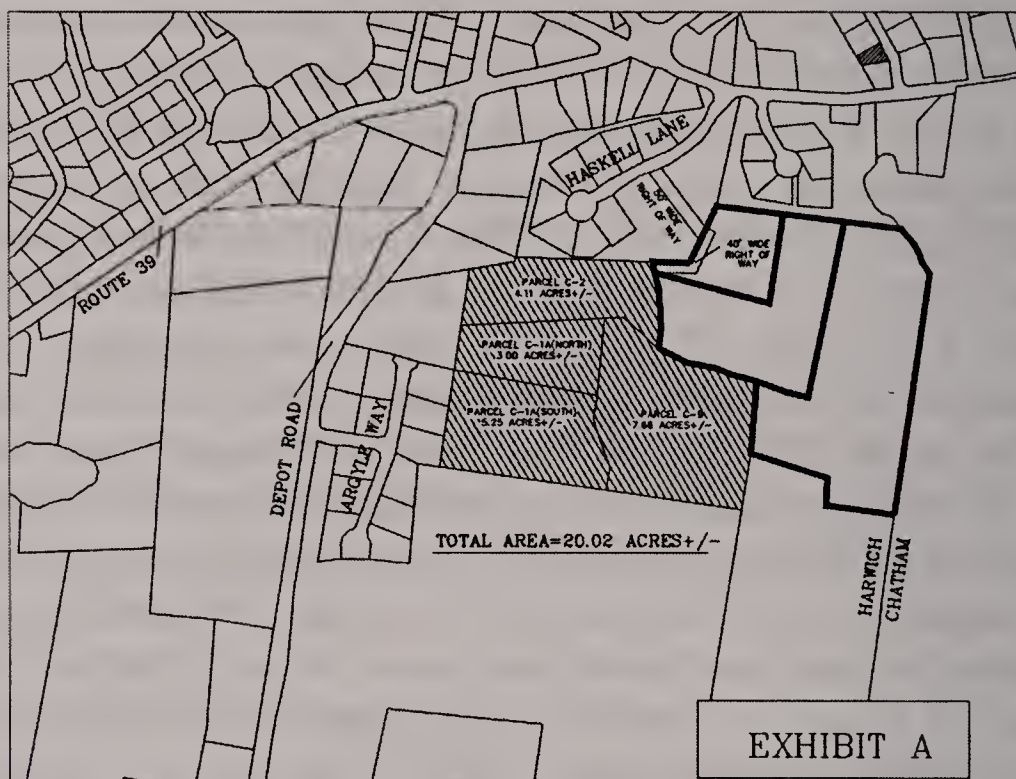 HASKELL LANE
50' WIDE
RIGHT OF WAY
40' WIDE
RIGHT OF
WAY
ROUTE 39
PARCEL C-2
4.11 ACRES+/-
PARCEL C-1A(NORTH)
3.00 ACRES+/-
PARCEL C-1A(SOUTH)
5.25 ACRES+/-
PARCEL
7.66 ACRES+/-
DEPOT ROAD
ARGYLE WAY
TOTAL AREA=20.02 ACRES+/-
HARWICH
CHATHAM
EXHIBIT A